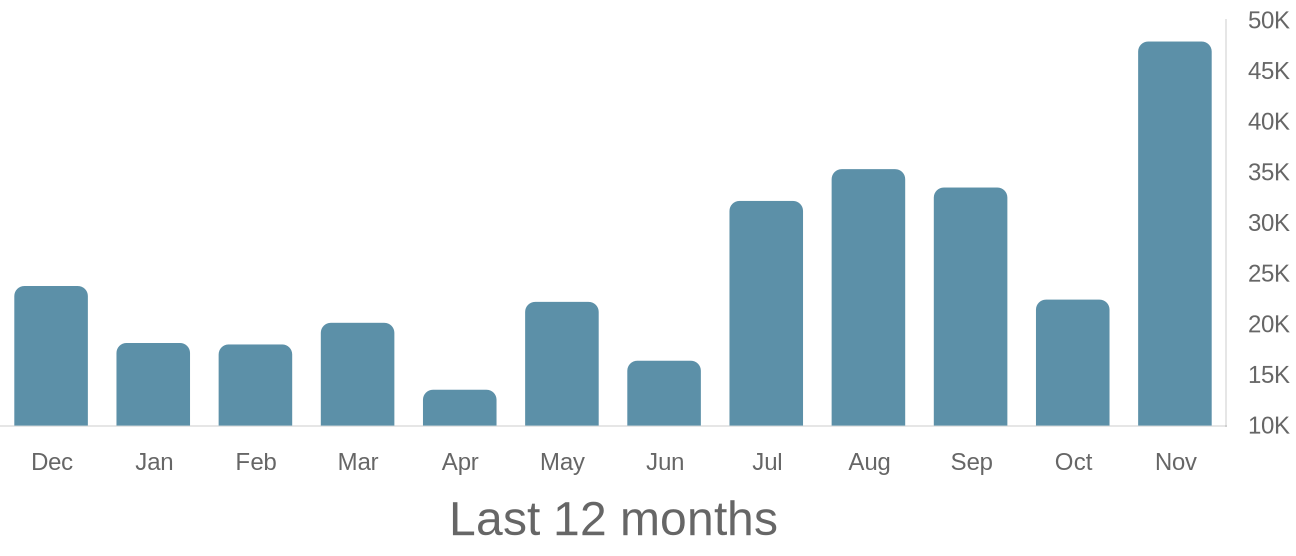 50K
45K
40K
35K
30K
25K
20K
15K
10K
Dec Jan Feb Mar Apr May Jun Jul Aug Sep Oct Nov
Last 12 months